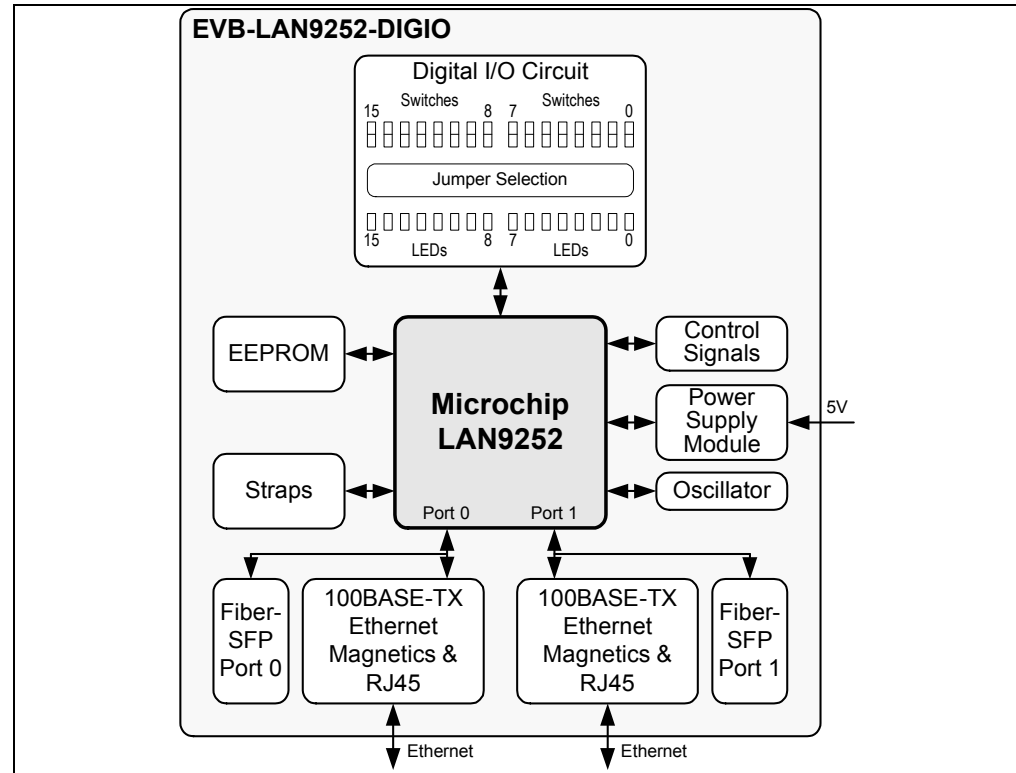 EVB-LAN9252-DIGIO
Digital I/O Circuit
Switches Switches
15 8 7 0
Jumper Selection
15 8 7 0
LEDs LEDs
EEPROM
Control
Signals
Microchip
LAN9252
Power
Supply
Module
5V
Straps
Oscillator
Port 0 Port 1
Fiber-
SFP
Port 0
100BASE-TX
Ethernet
Magnetics &
RJ45
100BASE-TX
Ethernet
Magnetics &
RJ45
Fiber-
SFP
Port 1
Ethernet Ethernet